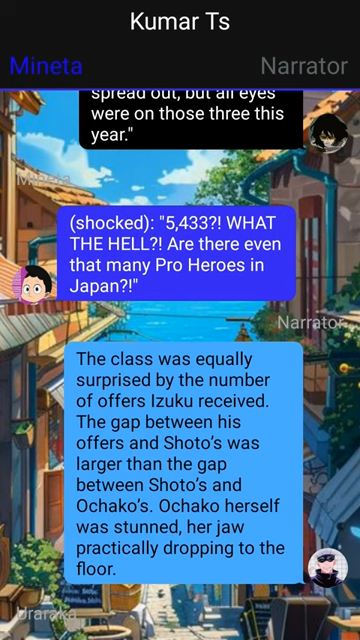 Kumar Ts
Mineta
Narrator
spread out, but all eyes
were on those three this
year."
Mineta
(shocked): "5,433?! WHAT
THE HELL?! Are there even
that many Pro Heroes in
Japan?!"
Narrator
The class was equally
surprised by the number
of offers Izuku received.
The gap between his
offers and Shoto’s was
larger than the gap
between Shoto’s and
Ochako’s. Ochako herself
was stunned, her jaw
practically dropping to the
floor.
Uraraka